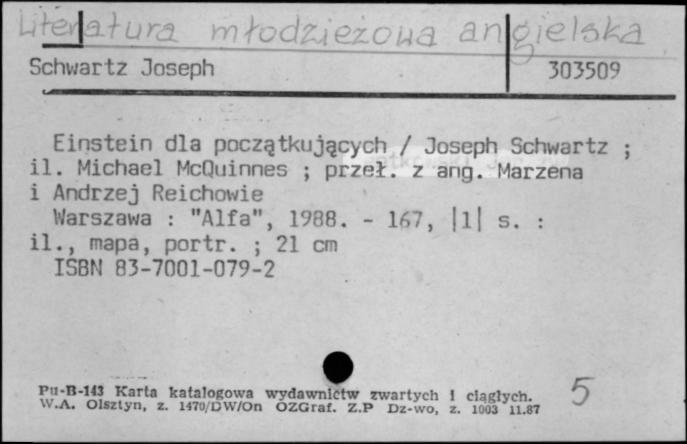 Literatura młodzieżowa angielska
Schwartz Joseph 303509
Einstein dla początkujących / Joseph Schwartz ;
il. Michael McQuinnes ; przeł. z ang. Marzena
i Andrzej Reichowie
Warszawa : "Alfa", 1988. - 167, |1| s. :
il., mapa, portr. ; 21 cm
ISBN 83-7001-079-2
Pu-B-143 Karta katalogowa wydawnictw zwartych i ciągłych.
W.A. Olsztyn, z. 1470/DW/On OZGraf. Z.P Dz-wo, z. 1003 11.87
5